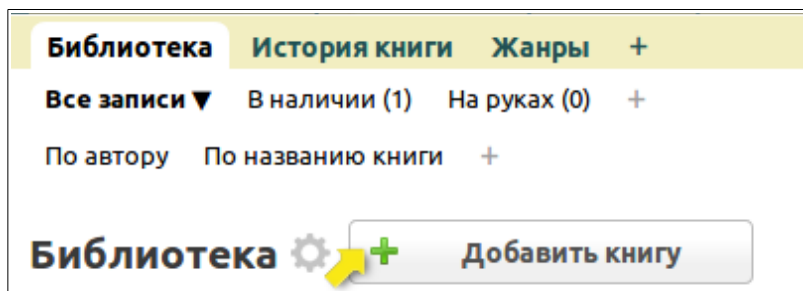 Библиотека История книги Жанры +
Все записи ▼ В наличии (1) На руках (0) +
По автору По названию книги +
Библиотека Добавить книгу